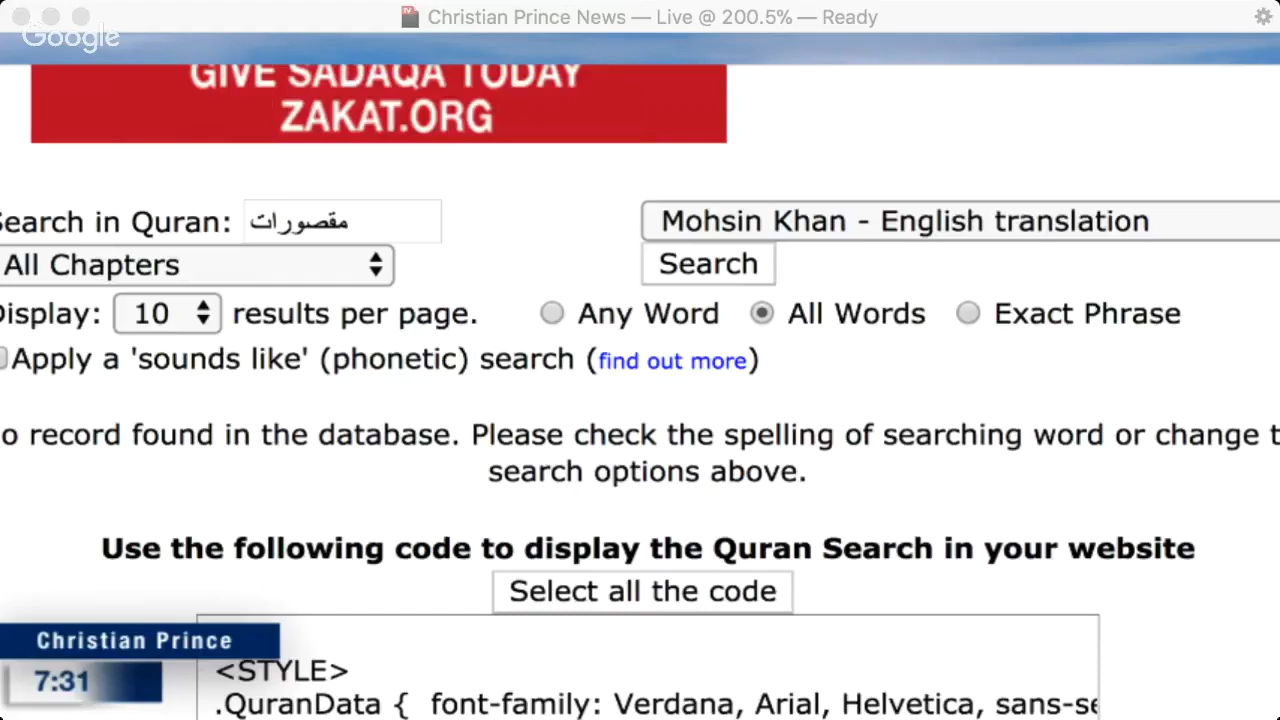 Christian Prince News — Live @ 200.5% — Ready
Google
GIVE SADAQA TODAY
ZAKAT.ORG
Search in Quran: مقصورات
Mohsin Khan - English translation
All Chapters
Search
Display: 10 results per page. Any Word All Words Exact Phrase
Apply a 'sounds like' (phonetic) search (find out more)
o record found in the database. Please check the spelling of searching word or change t
search options above.
Use the following code to display the Quran Search in your website
Select all the code
Christian Prince
7:31
<STYLE>
.QuranData { font-family: Verdana, Arial, Helvetica, sans-se